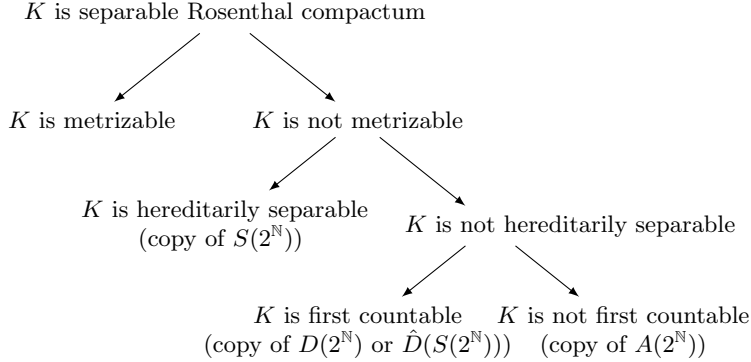 K is separable Rosenthal compactum
K is metrizable
K is not metrizable
K is hereditarily separable
(copy of S(2^ℕ))
K is not hereditarily separable
K is first countable
(copy of D(2^ℕ) or D̂(S(2^ℕ)))
K is not first countable
(copy of A(2^ℕ))